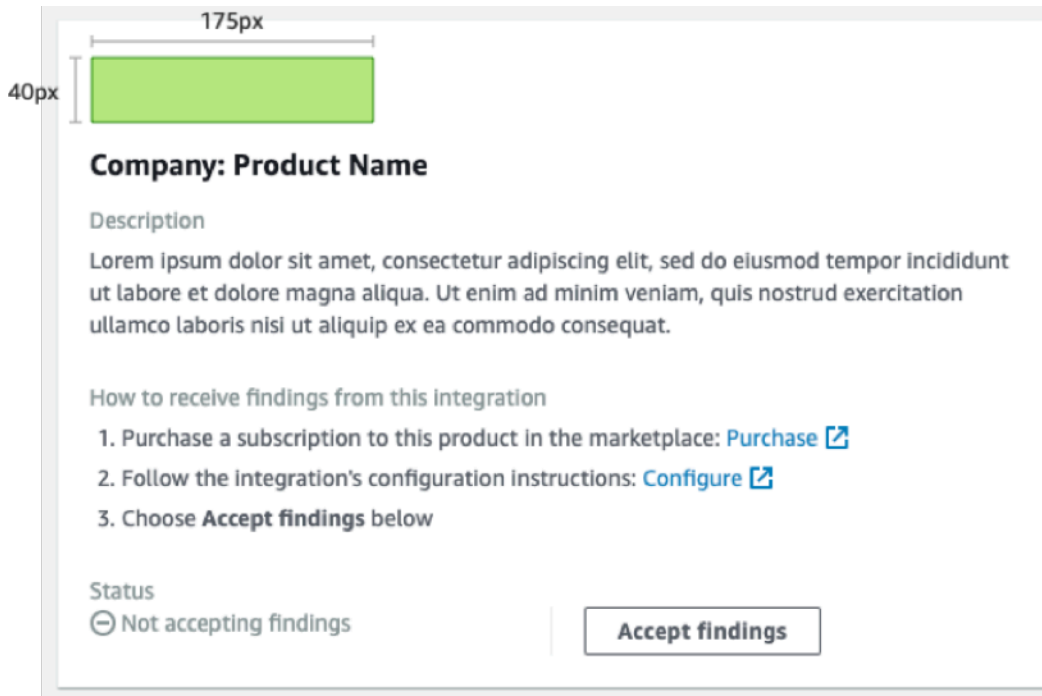 175px
40px
Company: Product Name
Description
Lorem ipsum dolor sit amet, consectetur adipiscing elit, sed do eiusmod tempor incididunt
ut labore et dolore magna aliqua. Ut enim ad minim veniam, quis nostrud exercitation
ullamco laboris nisi ut aliquip ex ea commodo consequat.
How to receive findings from this integration
1. Purchase a subscription to this product in the marketplace: Purchase
2. Follow the integration's configuration instructions: Configure
3. Choose Accept findings below
Status
Not accepting findings
Accept findings